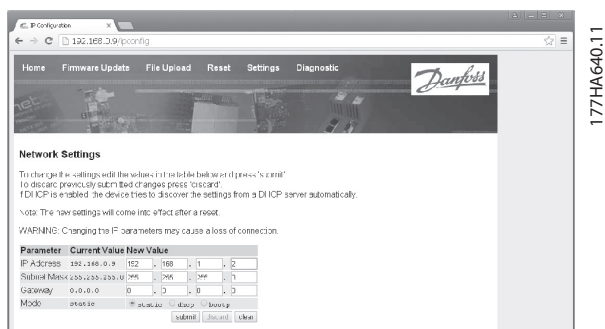 IP Configuration
192.168.0.9/ipconfig
Home Firmware Update File Upload Reset Settings Diagnostic
Danfoss
Network Settings
To change the settings edit the values in the table below and press 'submit'
To discard previously submitted changes press 'discard'.
If DHCP is enabled the device tries to discover the settings from a DHCP server automatically.
Note: The new settings will come into effect after a reset.
WARNING: Changing the IP parameters may cause a loss of connection.
Parameter Current Value New Value
IP Address 192.168.0.9 192 . 168 . 1 . 2
Subnet Mask 255.255.255.0 255 . 255 . 255 . 0
Gateway 0.0.0.0 0 . 0 . 0 . 0
Mode static static dhcp bootp
submit discard clear
177HA640.11